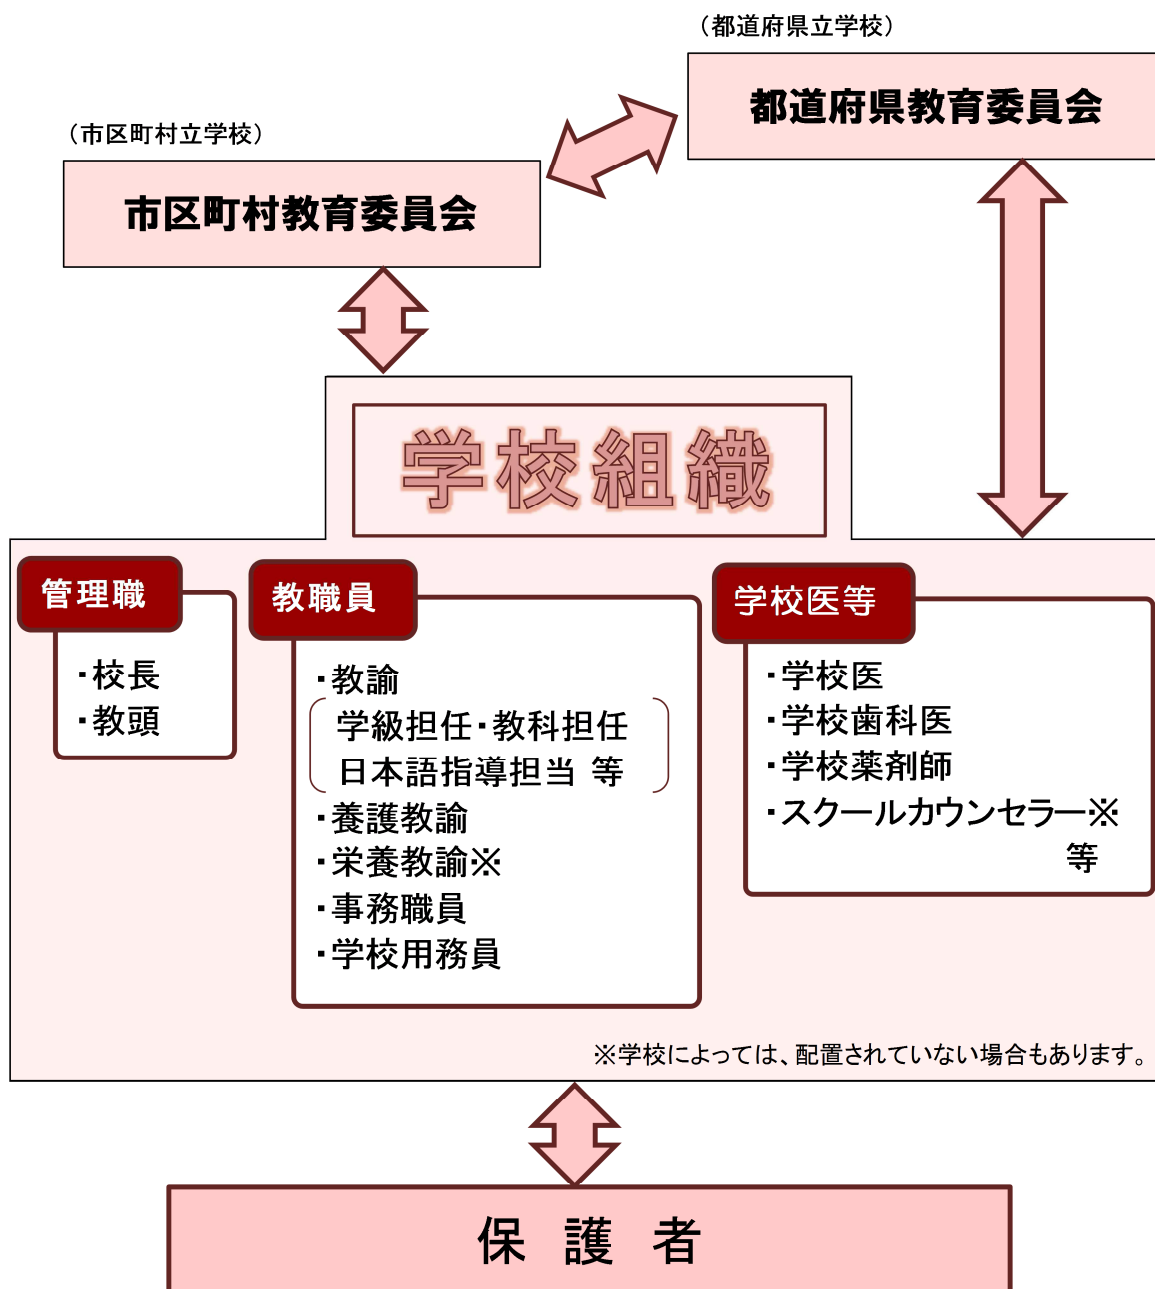 （都道府県立学校）
都道府県教育委員会
（市区町村立学校）
市区町村教育委員会
学校組織
管理職
・校長
・教頭
教職員
・教諭
学級担任・教科担任
日本語指導担当 等
・養護教諭
・栄養教諭※
・事務職員
・学校用務員
学校医等
・学校医
・学校歯科医
・学校薬剤師
・スクールカウンセラー※
等
※学校によっては、配置されていない場合もあります。
保 護 者